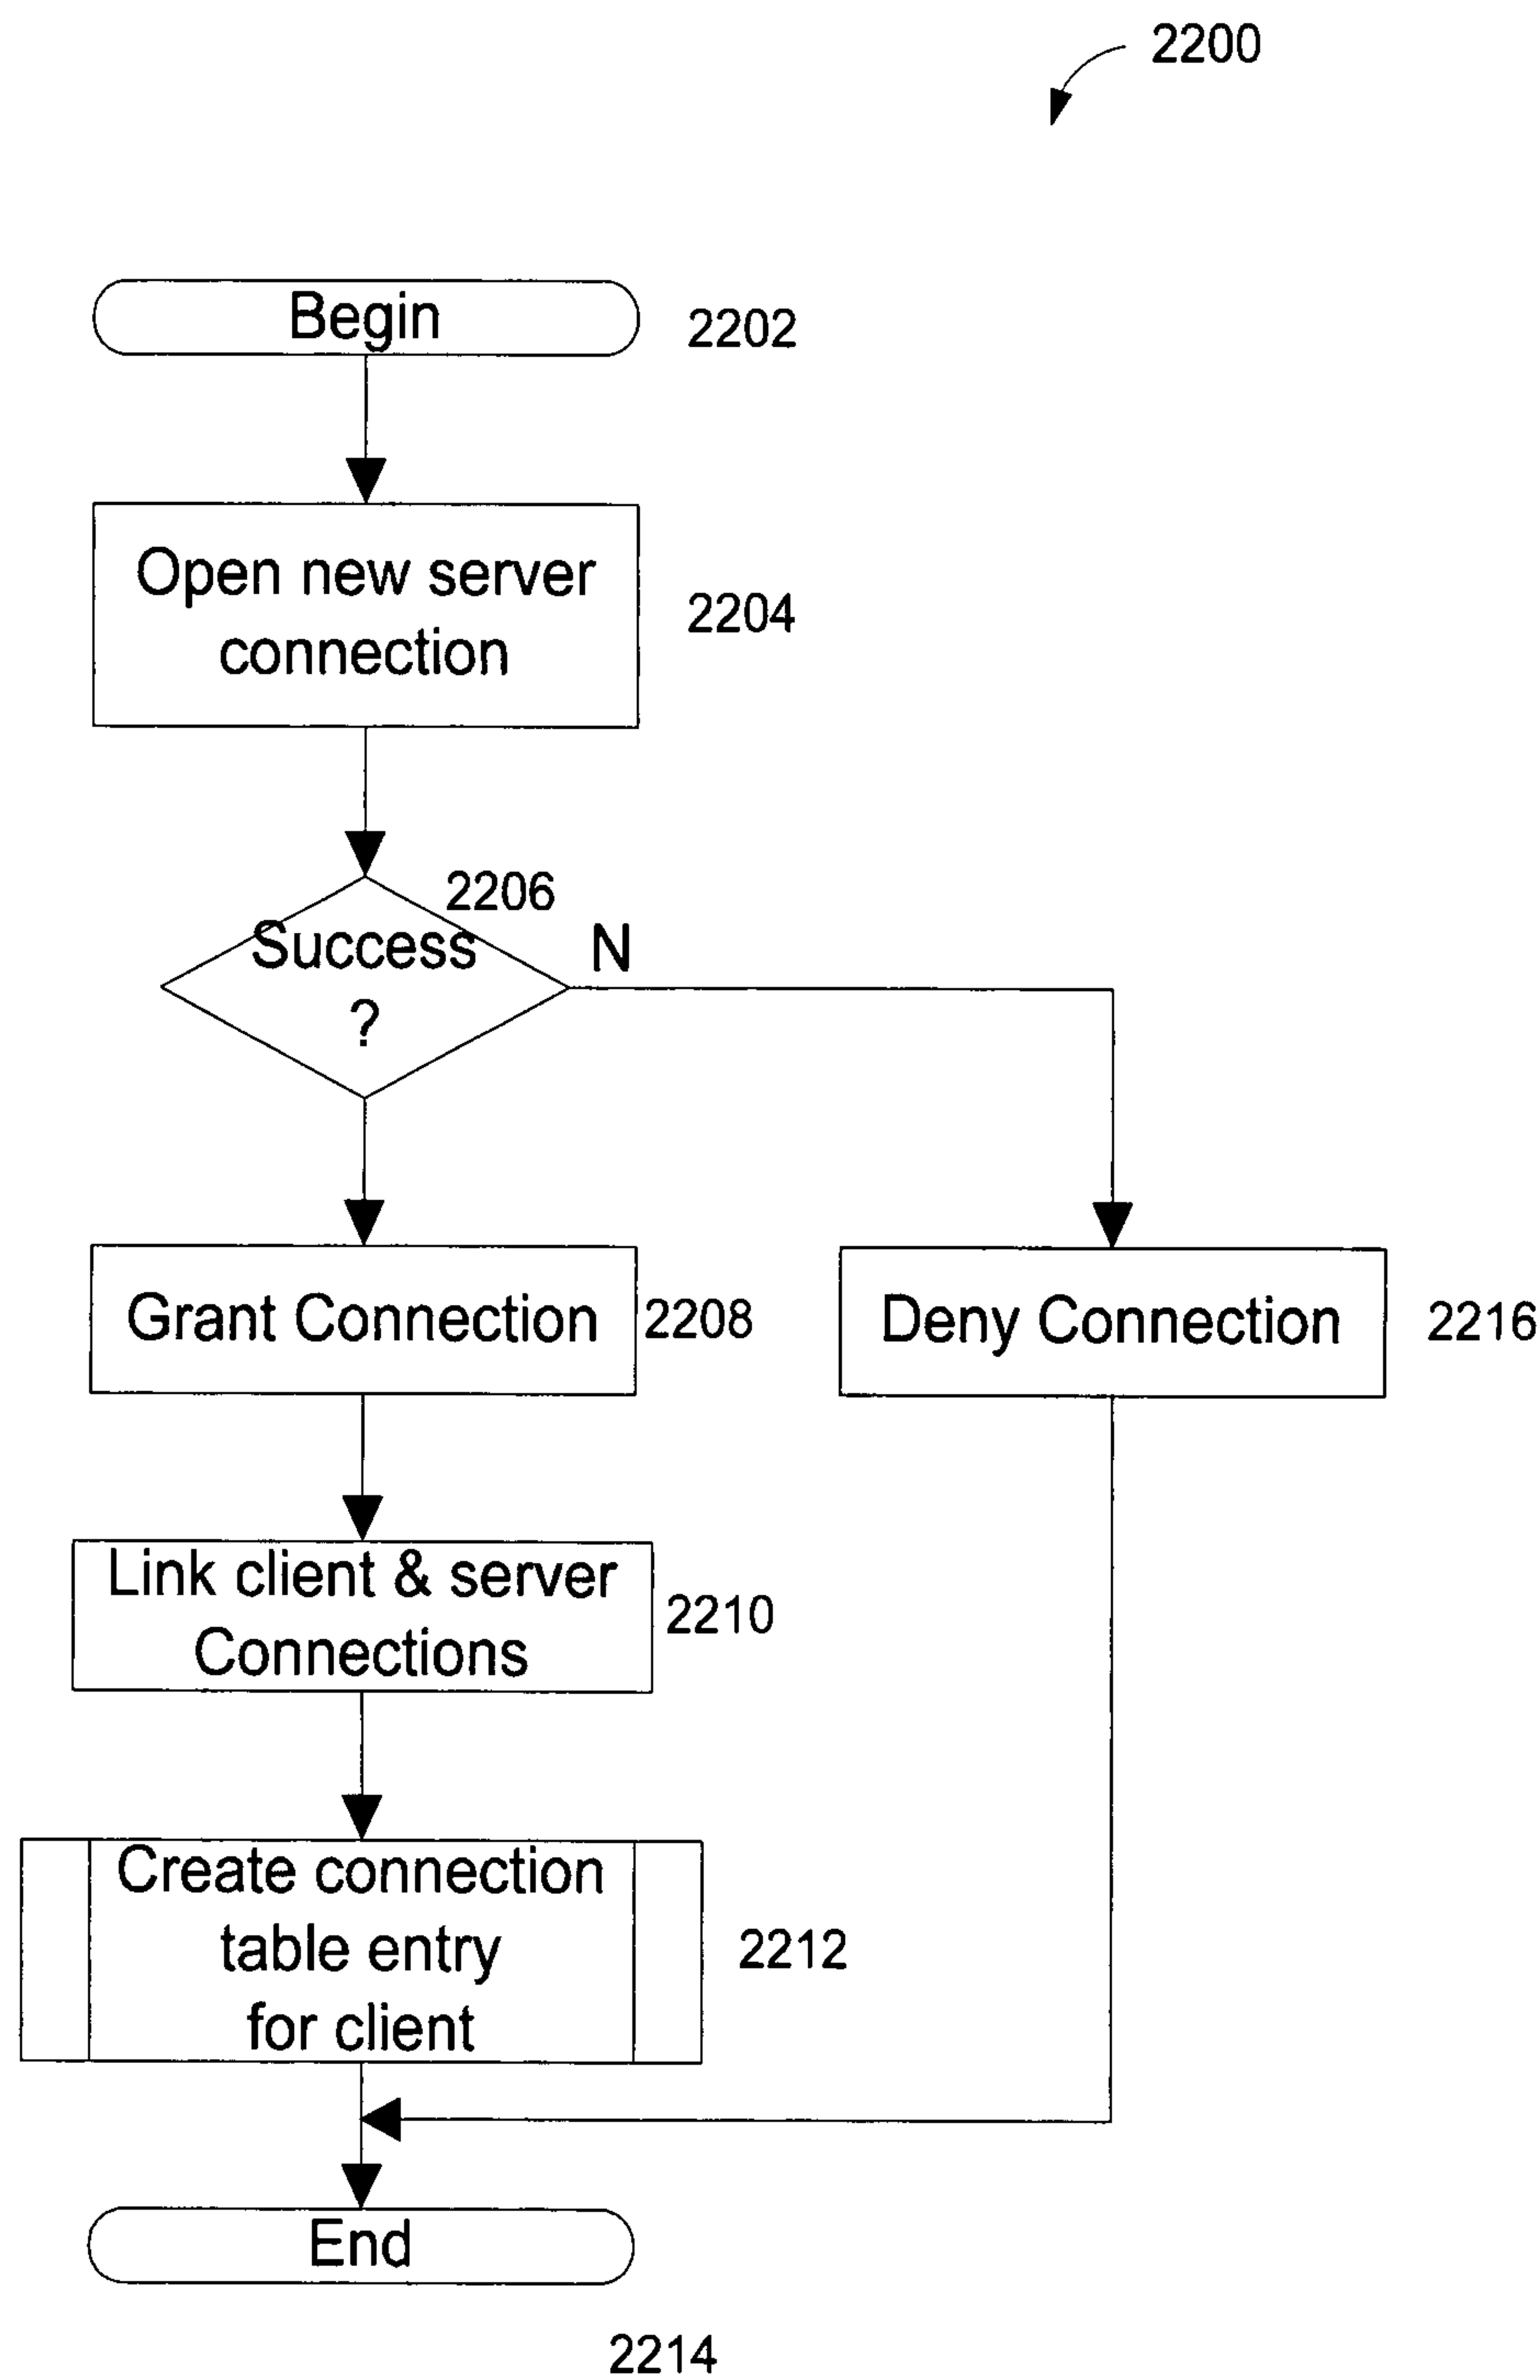 2200
Begin
2202
Open new server
connection
2204
2206
Success
?
N
Grant Connection
2208
Deny Connection
2216
Link client & server
Connections
2210
Create connection
table entry
for client
2212
End
2214